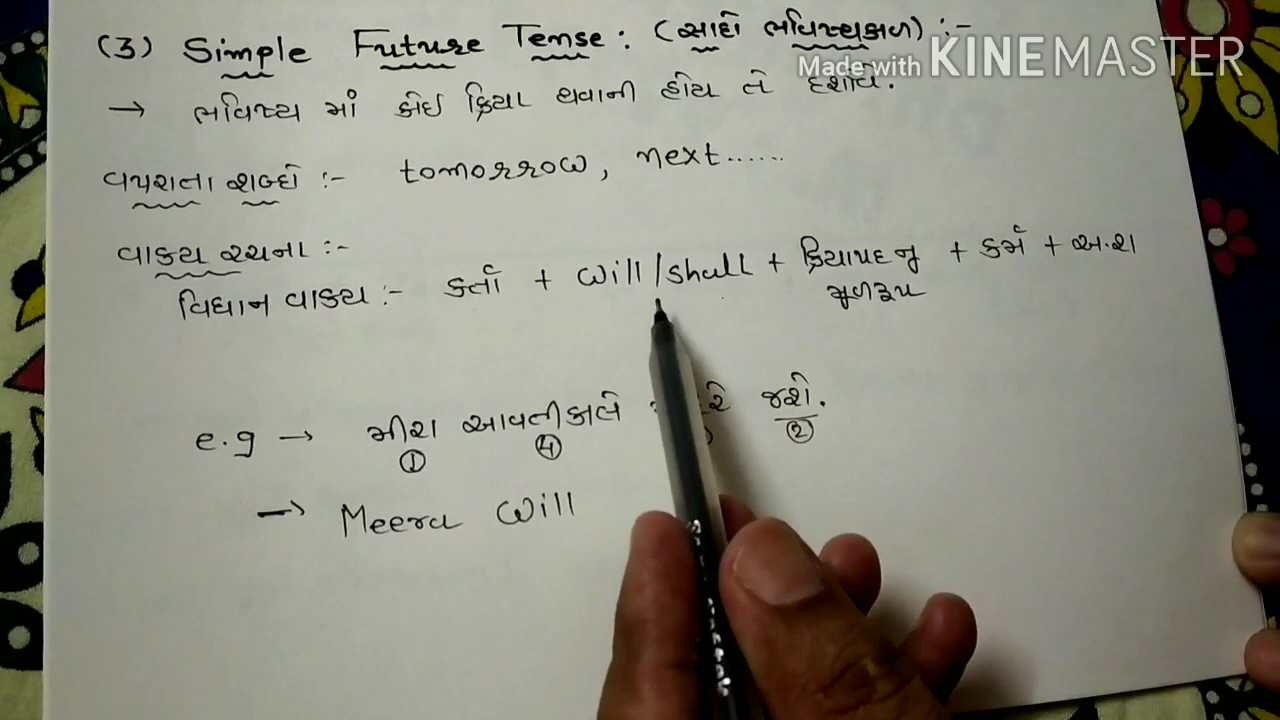 (3) Simple Future Tense : (સાદો ભવિષ્યકાળ) :-
Made with KINEMASTER
→ ભવિષ્ય માં કોઇ ક્રિયા થવાની હોય તે દર્શાવે.
વપરાતા શબ્દો :- tomorrow, next......
વાક્ય રચના :-
વિધાન વાક્ય :- કર્તા + will/shall + ક્રિયાપદ નુ + કર્મ + અ.શ
મૂળરૂપ
e.g → મીરા આવતીકાલે જશે.
① ④ ②
→ Meera will